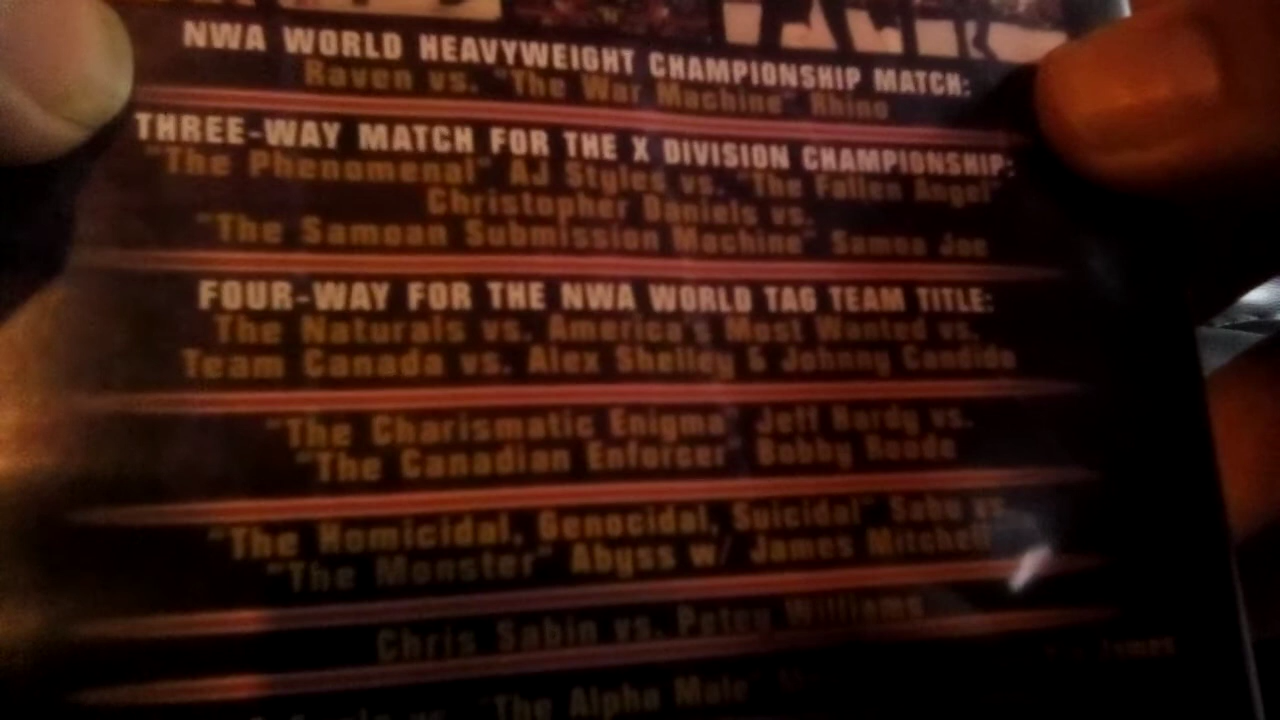 NWA WORLD HEAVYWEIGHT CHAMPIONSHIP MATCH:
Raven vs. "The War Machine" Rhino
THREE-WAY MATCH FOR THE X DIVISION CHAMPIONSHIP:
"The Phenomenal" AJ Styles vs. "The Fallen Angel"
Christopher Daniels vs.
"The Samoan Submission Machine" Samoa Joe
FOUR-WAY FOR THE NWA WORLD TAG TEAM TITLE:
The Naturals vs. America's Most Wanted vs.
Team Canada vs. Alex Shelley & Johnny Candido
"The Charismatic Enigma" Jeff Hardy vs.
"The Canadian Enforcer" Bobby Roode
"The Homicidal, Genocidal, Suicidal" Sabu vs.
"The Monster" Abyss w/ James Mitchell
Chris Sabin vs. Petey Williams
vs. "The Alpha Male"
James